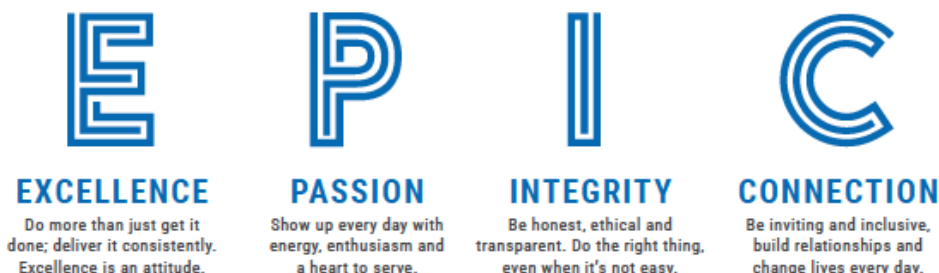 E P I C
EXCELLENCE
Do more than just get it
done; deliver it consistently.
Excellence is an attitude.
PASSION
Show up every day with
energy, enthusiasm and
a heart to serve.
INTEGRITY
Be honest, ethical and
transparent. Do the right thing,
even when it's not easy.
CONNECTION
Be inviting and inclusive,
build relationships and
change lives every day.